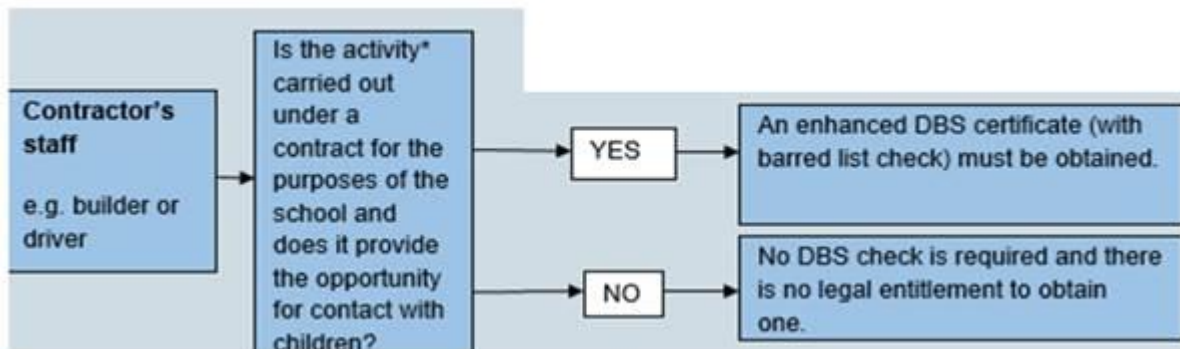 Contractor's
staff
e.g. builder or
driver
Is the activity*
carried out
under a
contract for the
purposes of the
school and
does it provide
the opportunity
for contact with
children?
YES
An enhanced DBS certificate (with
barred list check) must be obtained.
NO
No DBS check is required and there
is no legal entitlement to obtain
one.